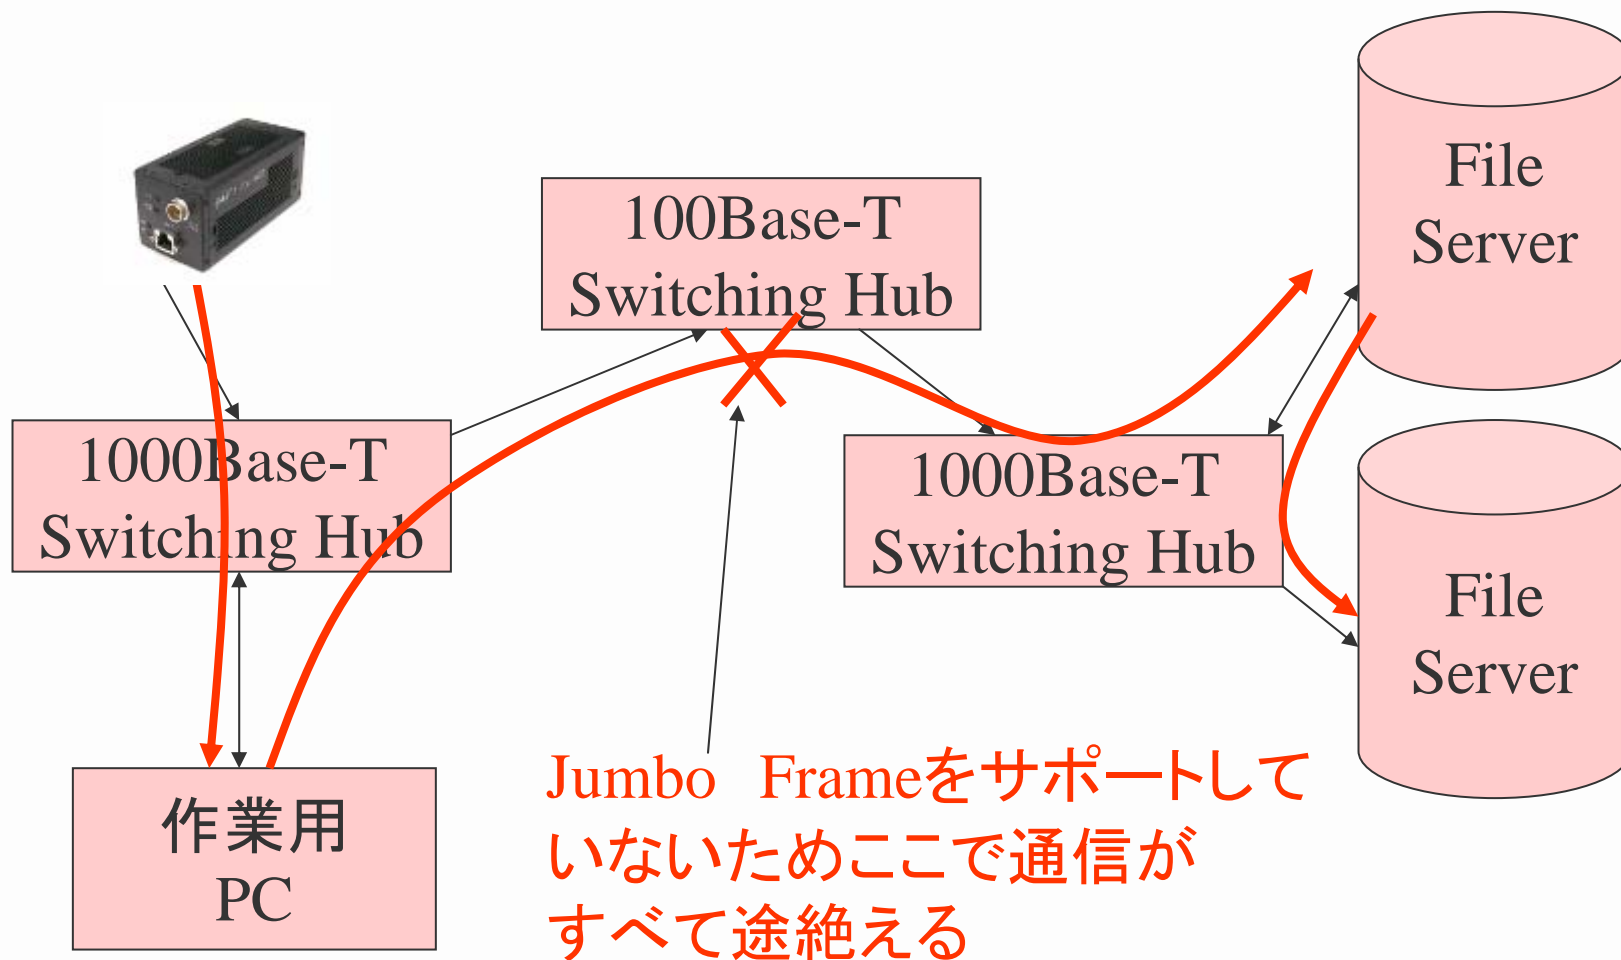 File
Server
100Base-T
Switching Hub
1000Base-T
Switching Hub
1000Base-T
Switching Hub
File
Server
作業用
PC
Jumbo　Frameをサポートして
いないためここで通信が
すべて途絶える